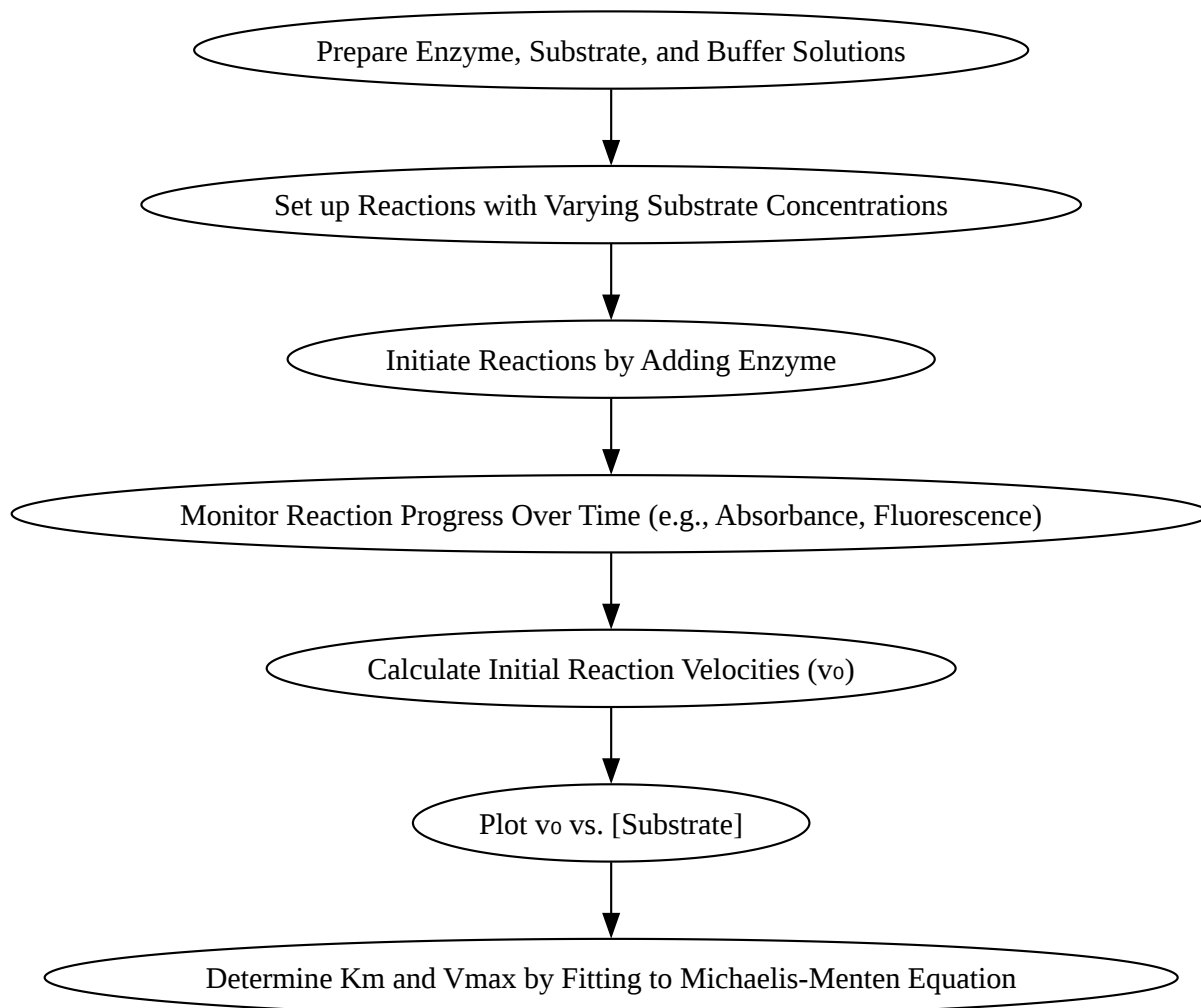 Prepare Enzyme, Substrate, and Buffer Solutions
Set up Reactions with Varying Substrate Concentrations
Initiate Reactions by Adding Enzyme
Monitor Reaction Progress Over Time (e.g., Absorbance, Fluorescence)
Calculate Initial Reaction Velocities (v₀)
Plot v₀ vs. [Substrate]
Determine Km and Vmax by Fitting to Michaelis-Menten Equation